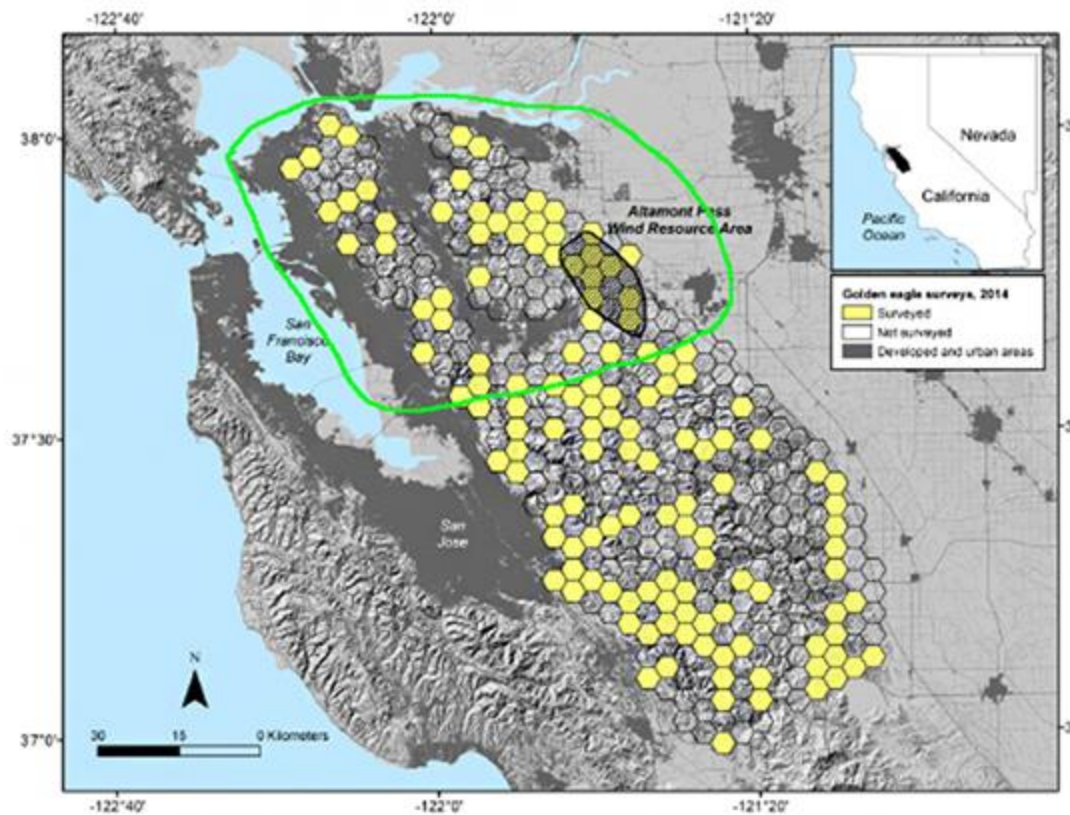 -122°40'
-122°0'
-121°20'
38°0'
37°30'
37°0'
Nevada
California
Pacific
Ocean
Altamont Pass
Wind Resource Area
Golden eagle surveys, 2014
Surveyed
Not surveyed
Developed and urban areas
San
Francisco
Bay
San
Jose
N
30
15
0 Kilometers
-122°40'
-122°0'
-121°20'